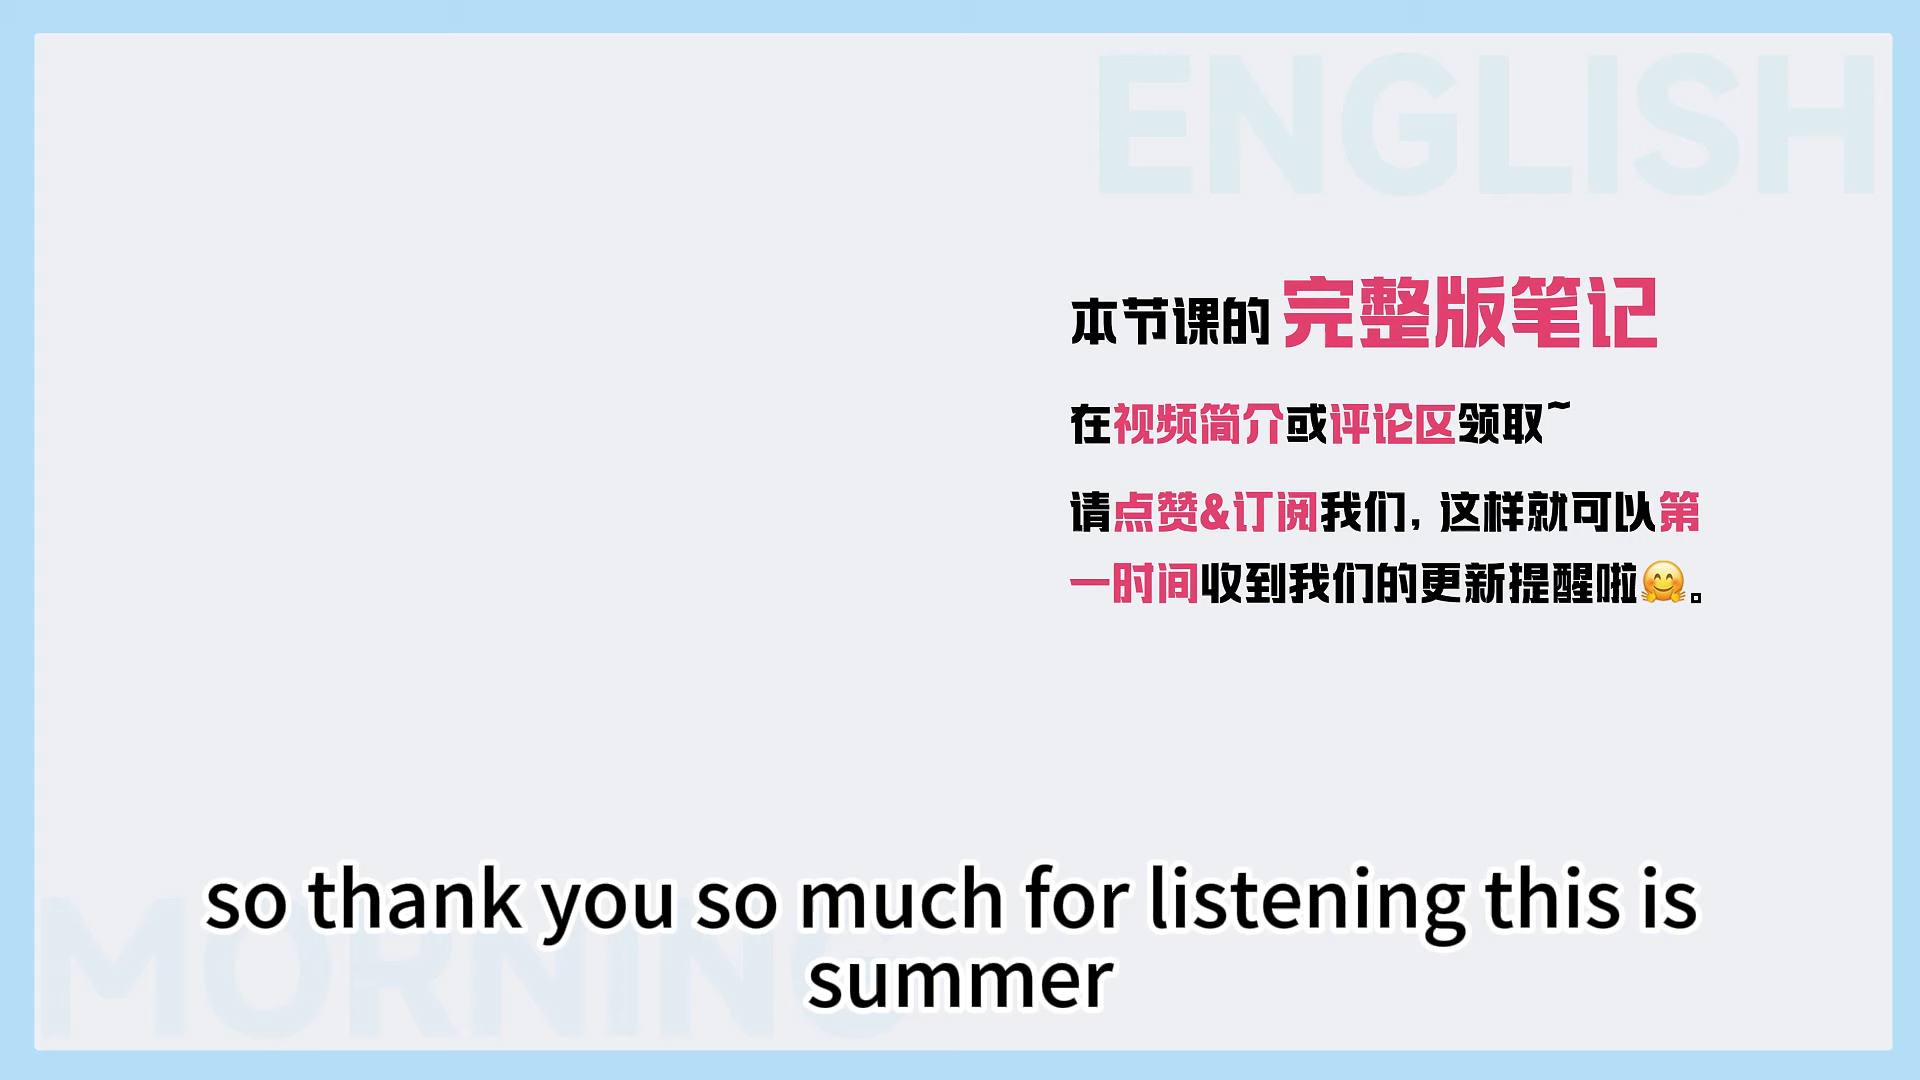 ENGLISH
本节课的 完整版笔记
在视频简介或评论区领取~
请点赞&订阅我们，这样就可以第
一时间收到我们的更新提醒啦🤗。
so thank you so much for listening this is
summer
MORNING